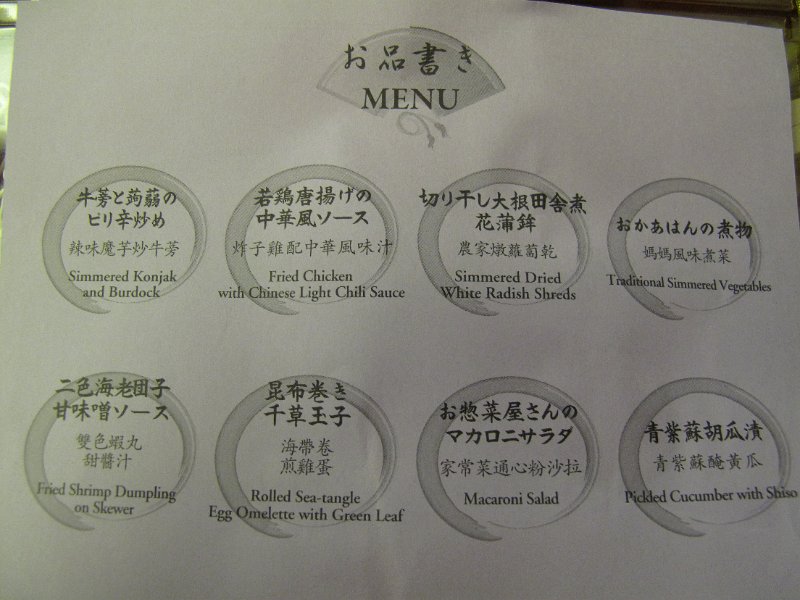 お品書き
MENU
牛蒡と蒟蒻の
ピリ辛炒め
辣味魔芋炒牛蒡
Simmered Konjak
and Burdock
若鶏唐揚げの
中華風ソース
炸子雞配中華風味汁
Fried Chicken
with Chinese Light Chili Sauce
切り干し大根田舎煮
花蒲鉾
農家燉蘿蔔乾
Simmered Dried
White Radish Shreds
おかあはんの煮物
媽媽風味煮菜
Traditional Simmered Vegetables
二色海老団子
甘味噌ソース
雙色蝦丸
甜醬汁
Fried Shrimp Dumpling
on Skewer
昆布巻き
千草玉子
海帶卷
煎雞蛋
Rolled Sea-tangle
Egg Omelette with Green Leaf
お惣菜屋さんの
マカロニサラダ
家常菜通心粉沙拉
Macaroni Salad
青紫蘇胡瓜漬
青紫蘇醃黃瓜
Pickled Cucumber with Shiso